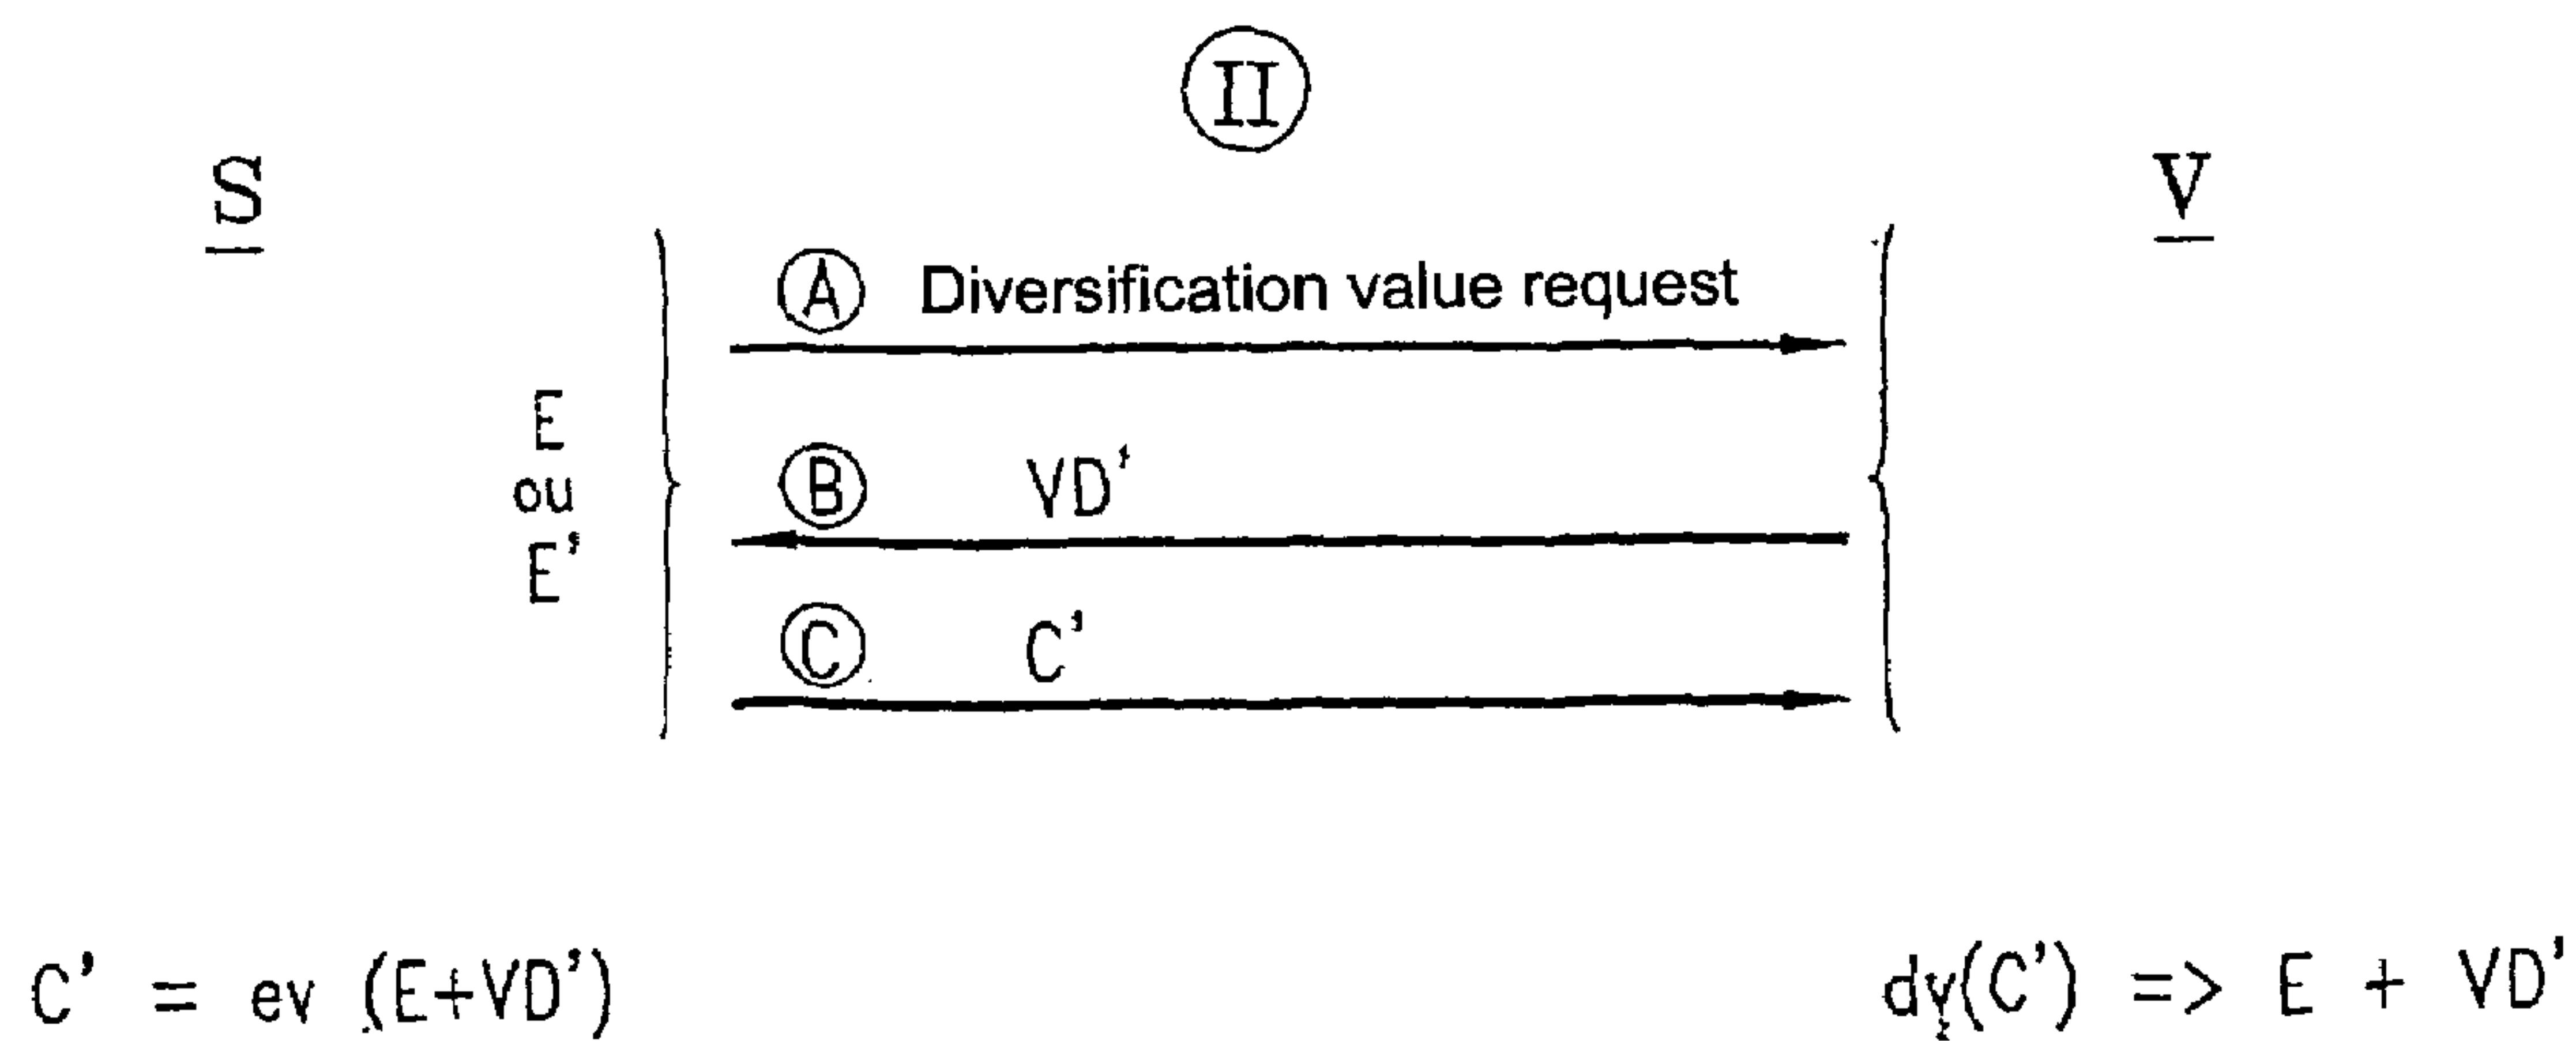 II
S
V
A Diversification value request
E
ou
E'
B VD'
C C'
C' = ev (E+VD')
dv(C') => E + VD'